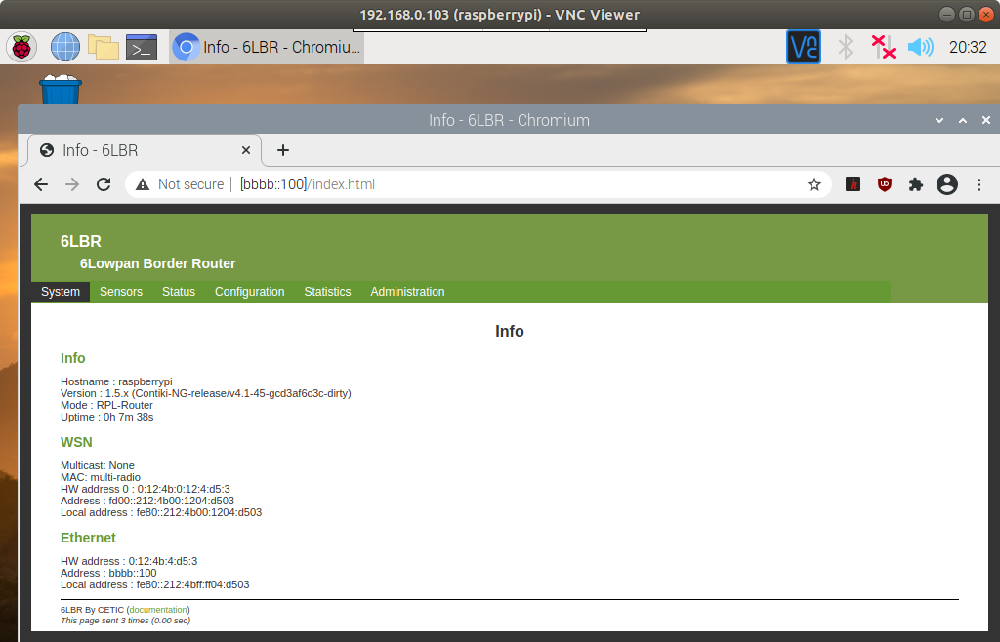 192.168.0.103 (raspberrypi) - VNC Viewer
Info - 6LBR - Chromiu...
20:32
Info - 6LBR - Chromium
Info - 6LBR
Not secure | [bbbb::100]/index.html
6LBR
6Lowpan Border Router
System Sensors Status Configuration Statistics Administration
Info
Info
Hostname : raspberrypi
Version : 1.5.x (Contiki-NG-release/v4.1-45-gcd3af6c3c-dirty)
Mode : RPL-Router
Uptime : 0h 7m 38s
WSN
Multicast: None
MAC: multi-radio
HW address 0 : 0:12:4b:0:12:4:d5:3
Address : fd00::212:4b00:1204:d503
Local address : fe80::212:4b00:1204:d503
Ethernet
HW address : 0:12:4b:4:d5:3
Address : bbbb::100
Local address : fe80::212:4bff:ff04:d503
6LBR By CETIC (documentation)
This page sent 3 times (0.00 sec)